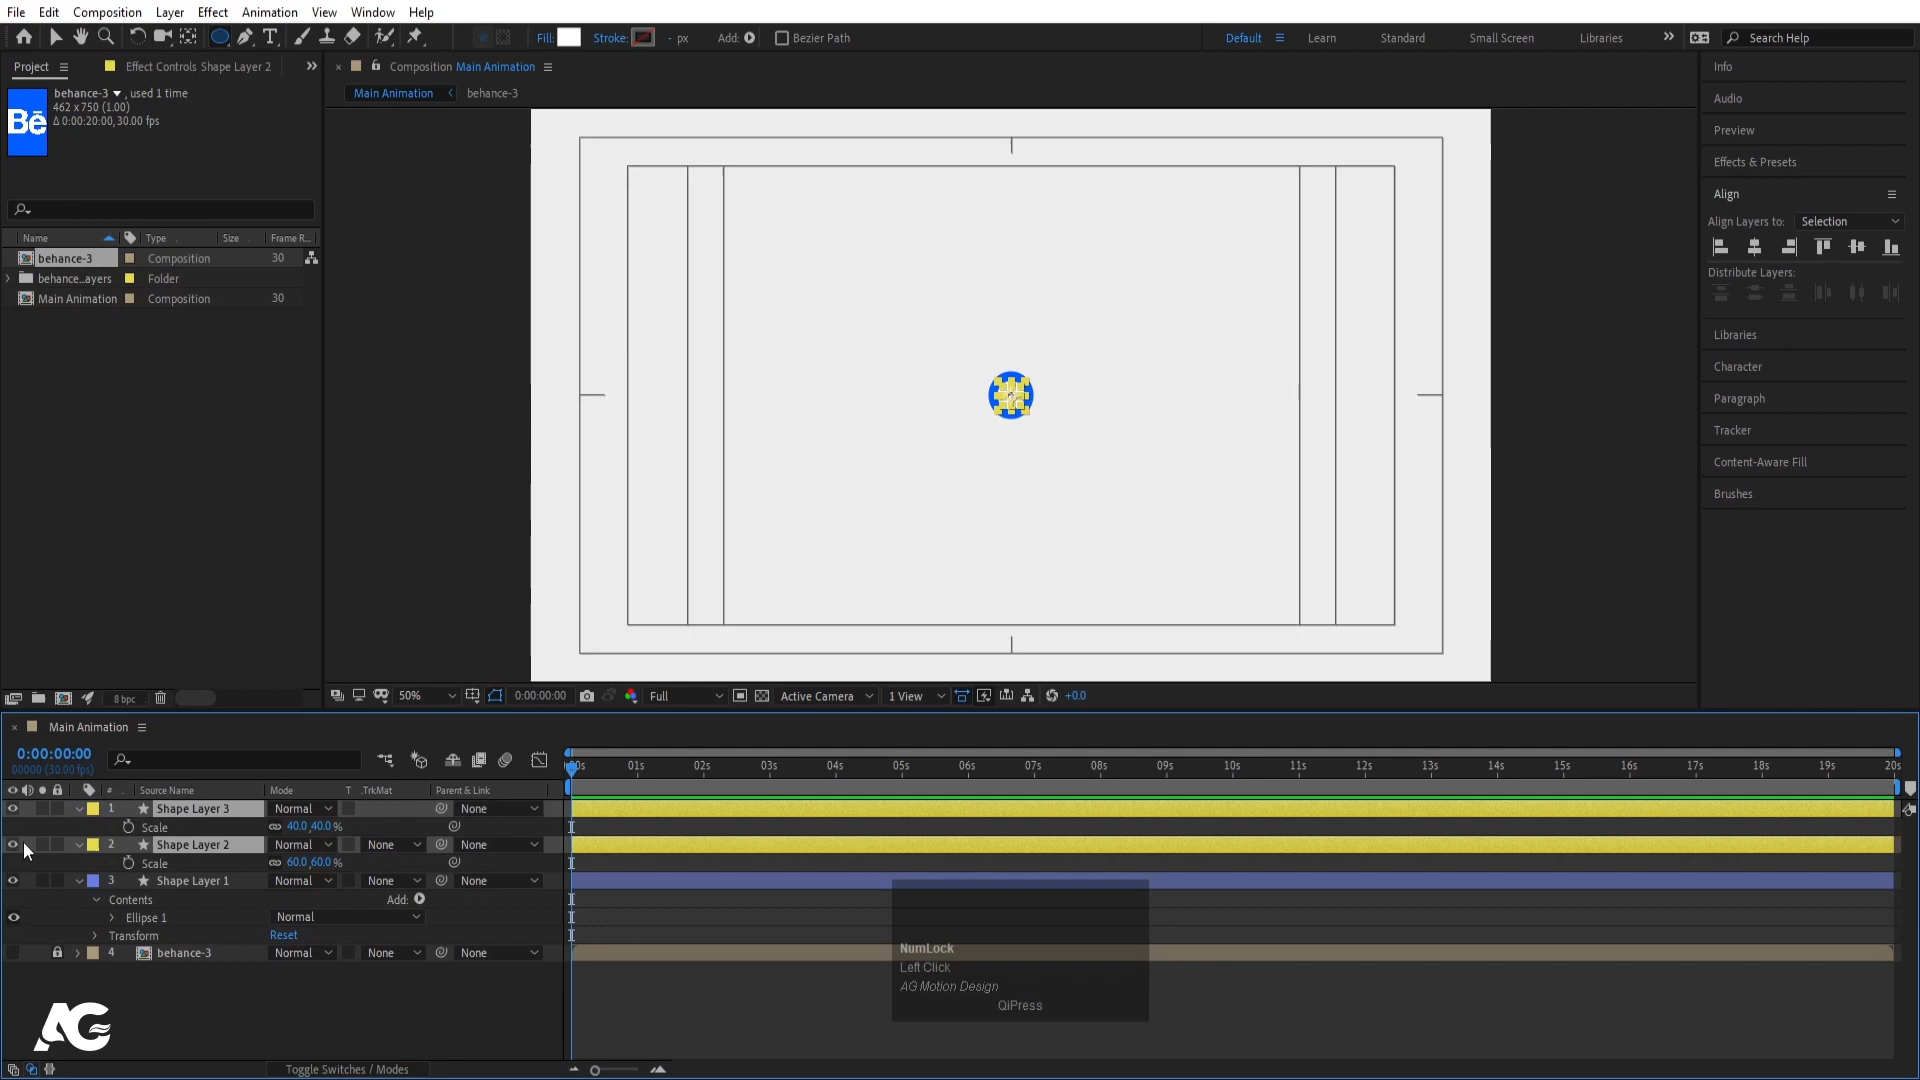 File Edit Composition Layer Effect Animation View Window Help
Fill: Stroke: - px Add: Bezier Path Default Learn Standard Small Screen Libraries Search Help
Project Effect Controls Shape Layer 2
behance-3 , used 1 time
462 x 750 (1.00)
Δ 0:00:20:00, 30.00 fps
Bē
Name Type Size Frame R...
behance-3 Composition 30
behance...ayers Folder
Main Animation Composition 30
8 bpc
Composition Main Animation
Main Animation behance-3
50% 0:00:00:00 Full Active Camera 1 View +0.0
Info
Audio
Preview
Effects & Presets
Align
Align Layers to: Selection
Distribute Layers:
Libraries
Character
Paragraph
Tracker
Content-Aware Fill
Brushes
Main Animation
0:00:00:00
00000 (30.00 fps)
01s 02s 03s 04s 05s 06s 07s 08s 09s 10s 11s 12s 13s 14s 15s 16s 17s 18s 19s 20s
# Source Name Mode T .TrkMat Parent & Link
1 Shape Layer 3 Normal None
Scale 40.0,40.0 %
2 Shape Layer 2 Normal None None
Scale 60.0,60.0 %
3 Shape Layer 1 Normal None None
Contents Add:
Ellipse 1 Normal
Transform Reset
4 behance-3 Normal None None
NumLock
Left Click
AG Motion Design
QiPress
AG
Toggle Switches / Modes